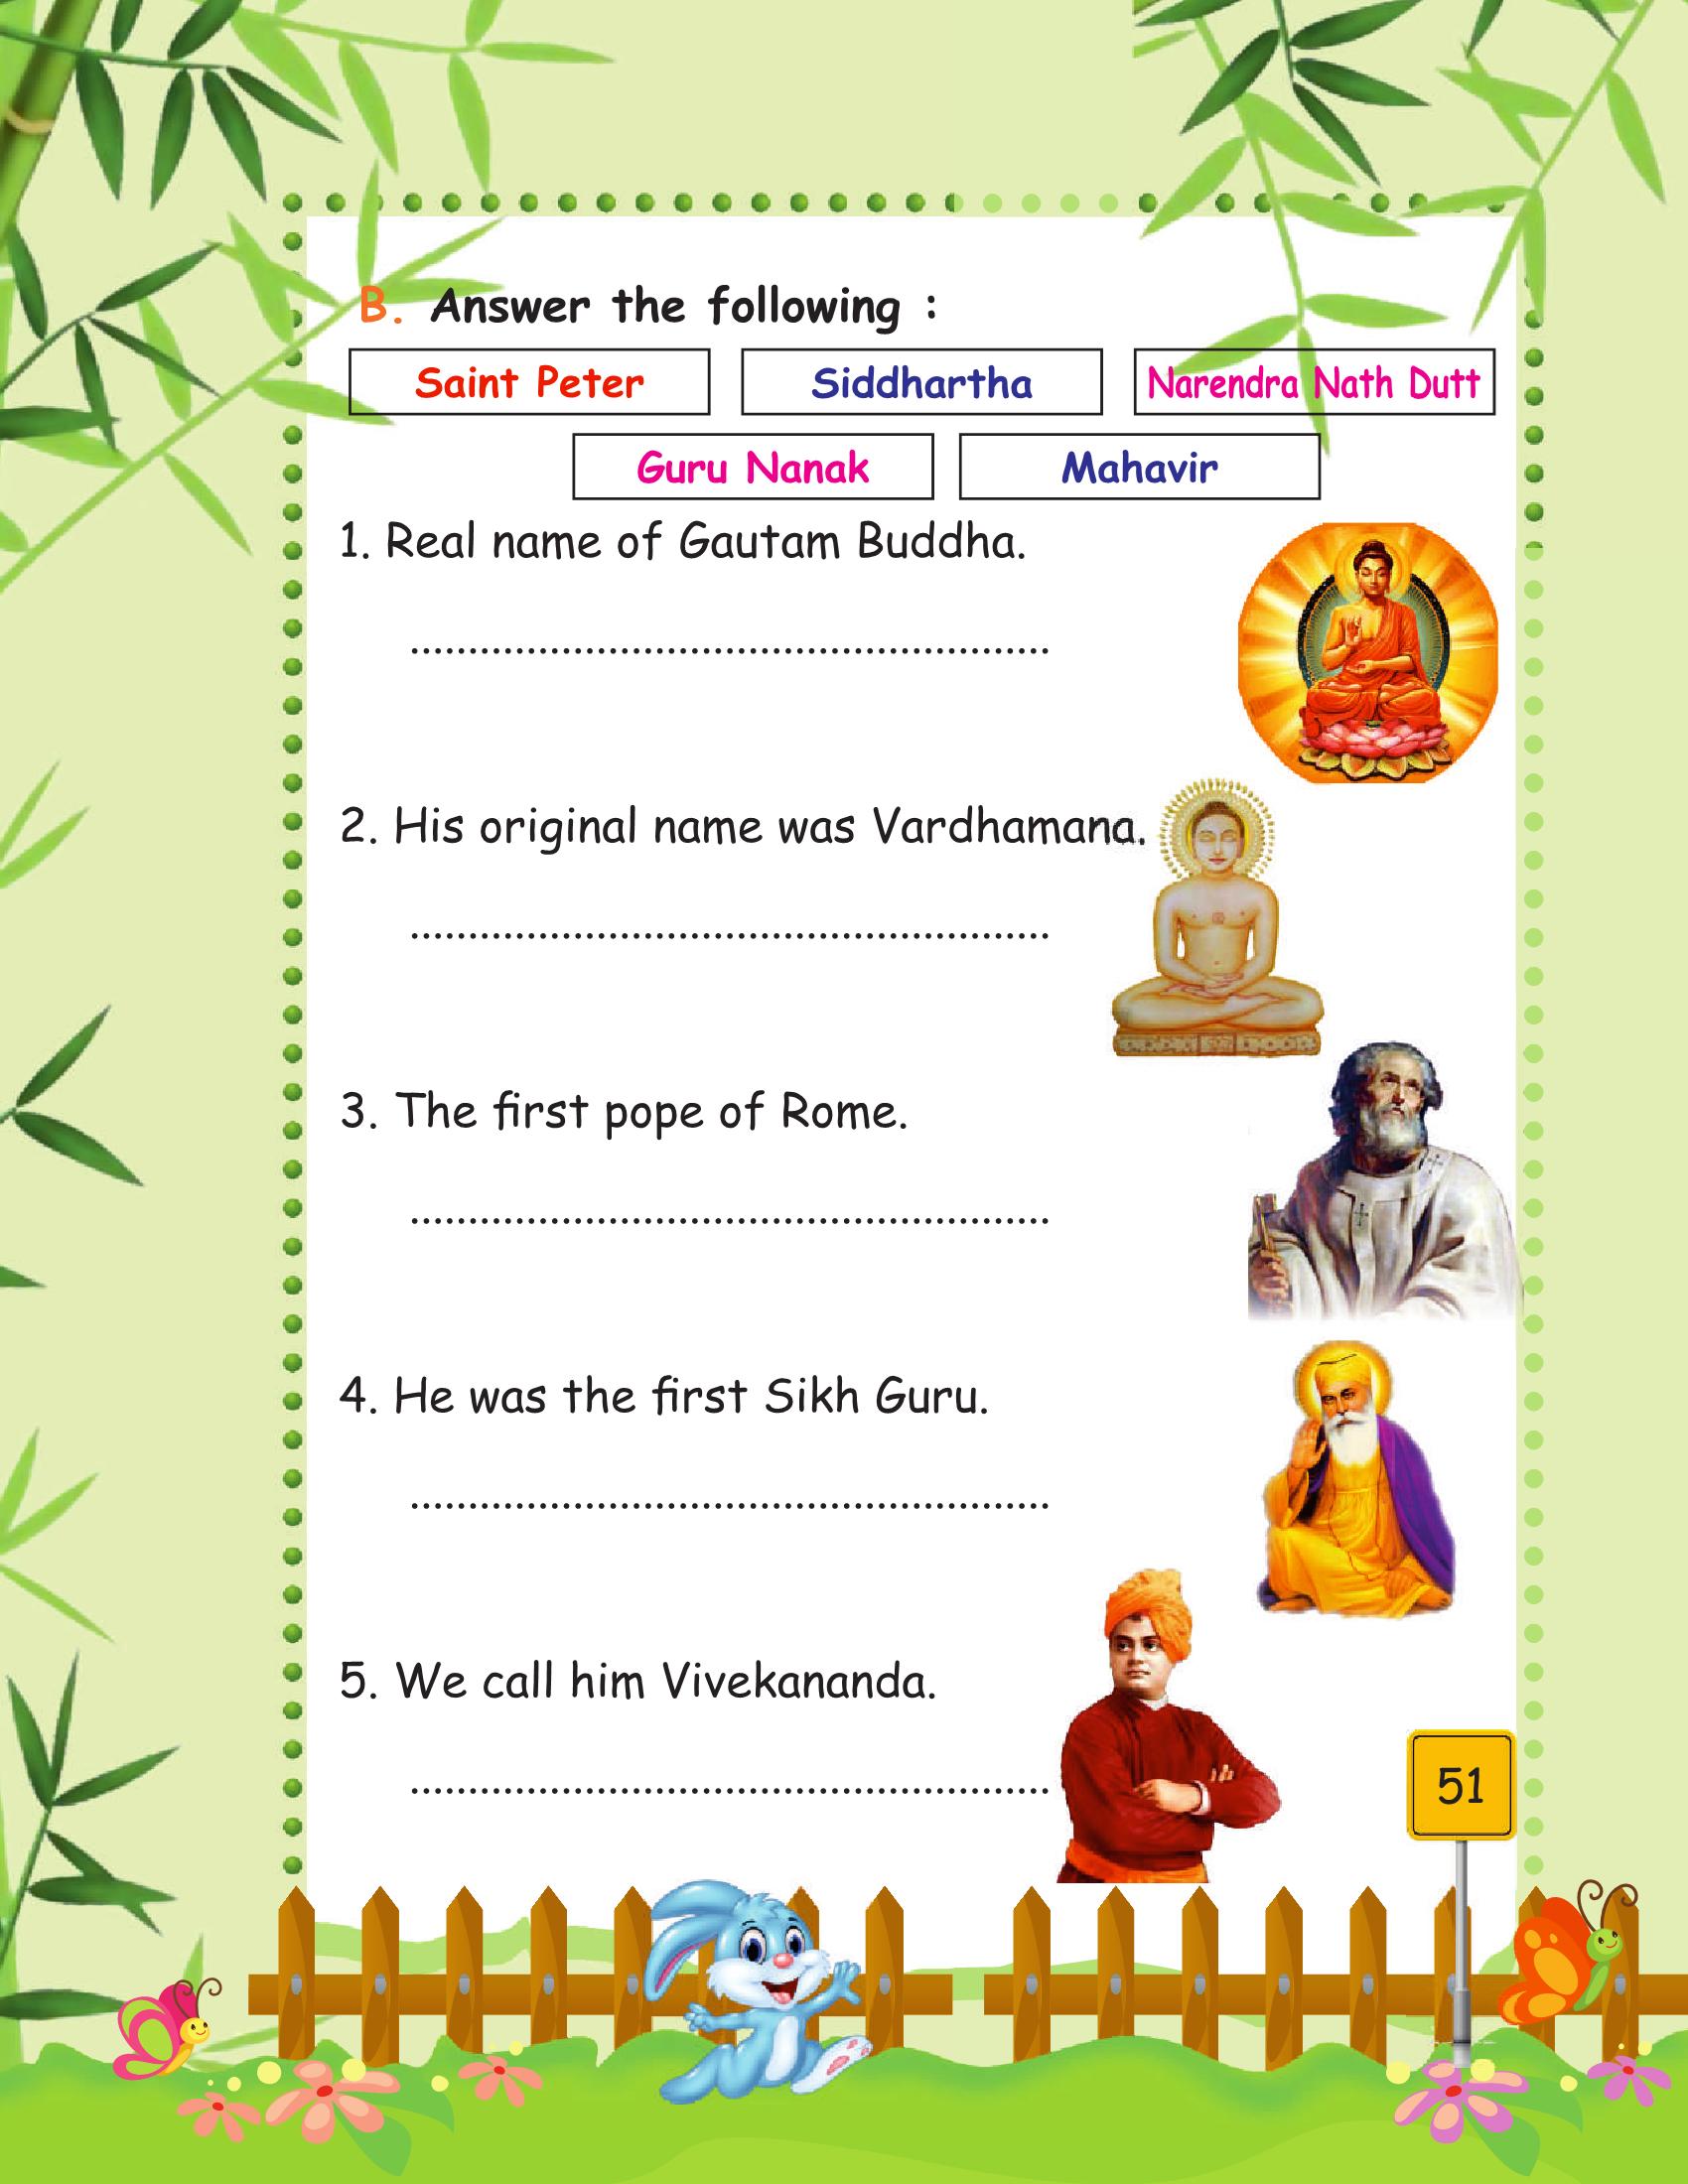 B. Answer the following :
Saint Peter Siddhartha Narendra Nath Dutt
Guru Nanak Mahavir
1. Real name of Gautam Buddha.
.......................................................
2. His original name was Vardhamana.
.......................................................
3. The first pope of Rome.
.......................................................
4. He was the first Sikh Guru.
.......................................................
5. We call him Vivekananda.
.......................................................
51